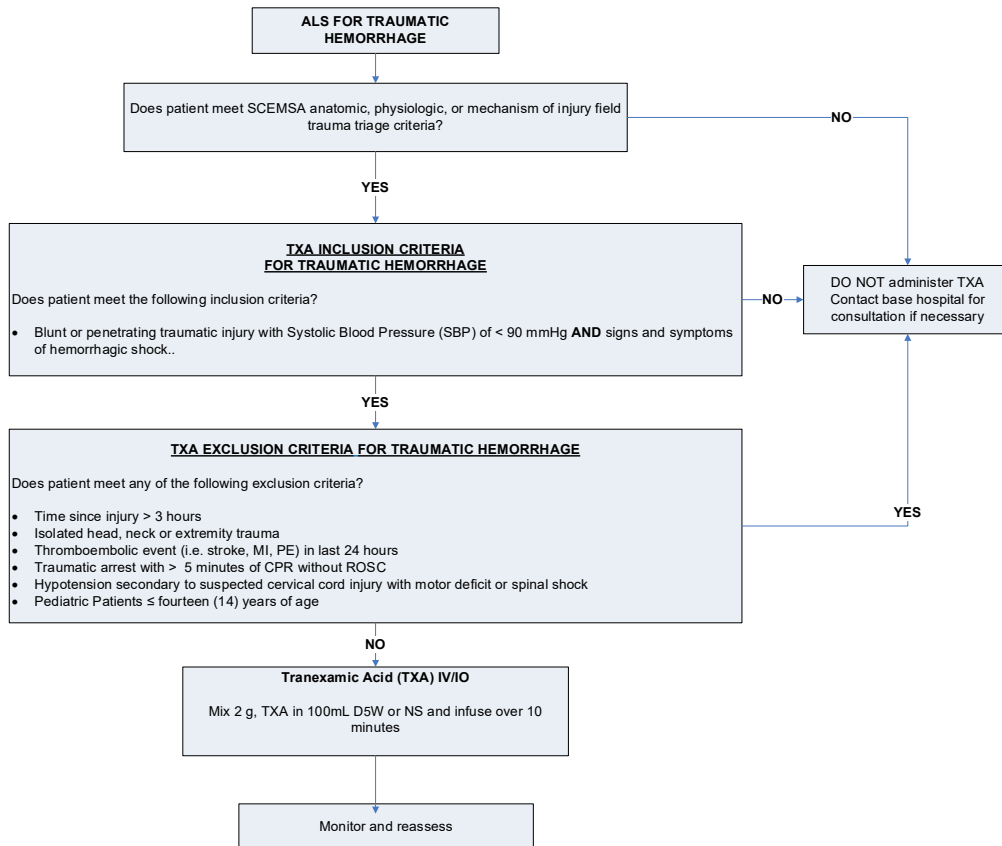 ALS FOR TRAUMATIC
HEMORRHAGE
Does patient meet SCEMSA anatomic, physiologic, or mechanism of injury field
trauma triage criteria?
NO
YES
TXA INCLUSION CRITERIA
FOR TRAUMATIC HEMORRHAGE
Does patient meet the following inclusion criteria?
• Blunt or penetrating traumatic injury with Systolic Blood Pressure (SBP) of < 90 mmHg AND signs and symptoms
of hemorrhagic shock..
NO
DO NOT administer TXA
Contact base hospital for
consultation if necessary
YES
TXA EXCLUSION CRITERIA FOR TRAUMATIC HEMORRHAGE
Does patient meet any of the following exclusion criteria?
• Time since injury > 3 hours
• Isolated head, neck or extremity trauma
• Thromboembolic event (i.e. stroke, MI, PE) in last 24 hours
• Traumatic arrest with > 5 minutes of CPR without ROSC
• Hypotension secondary to suspected cervical cord injury with motor deficit or spinal shock
• Pediatric Patients ≤ fourteen (14) years of age
YES
NO
Tranexamic Acid (TXA) IV/IO
Mix 2 g, TXA in 100mL D5W or NS and infuse over 10
minutes
Monitor and reassess